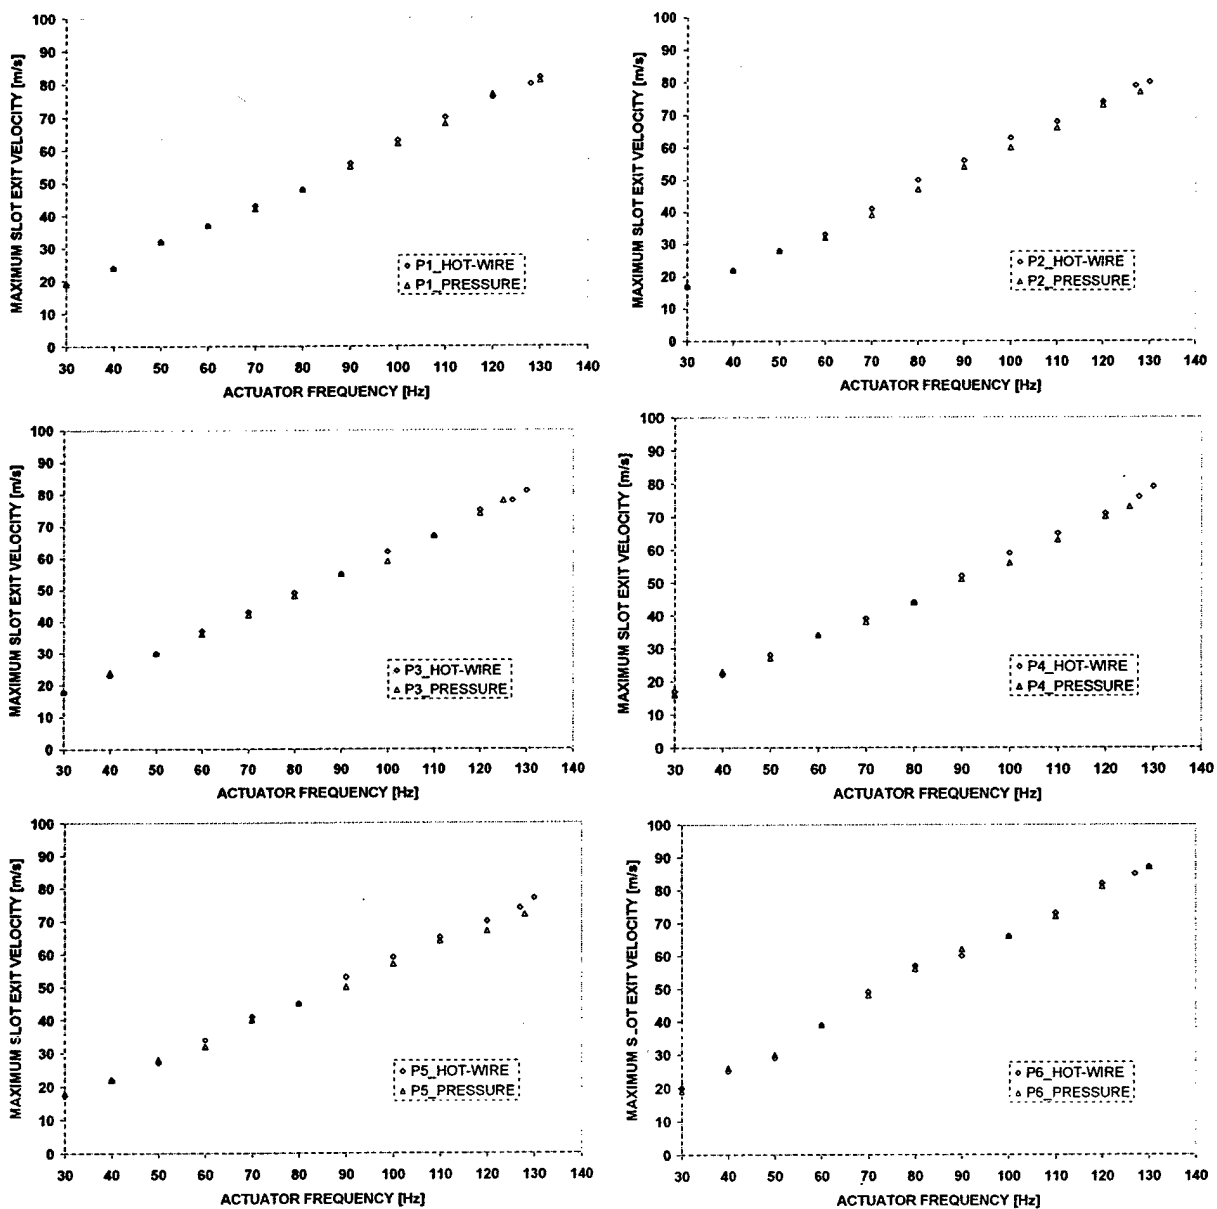 MAXIMUM SLOT EXIT VELOCITY [m/s]
100
90
80
70
60
50
40
30
20
10
0
P1_HOT-WIRE
P1_PRESSURE
30 40 50 60 70 80 90 100 110 120 130 140
ACTUATOR FREQUENCY [Hz]
MAXIMUM SLOT EXIT VELOCITY [m/s]
100
90
80
70
60
50
40
30
20
10
0
P2_HOT-WIRE
P2_PRESSURE
30 40 50 60 70 80 90 100 110 120 130 140
ACTUATOR FREQUENCY [Hz]
MAXIMUM SLOT EXIT VELOCITY [m/s]
100
90
80
70
60
50
40
30
20
10
0
P3_HOT-WIRE
P3_PRESSURE
30 40 50 60 70 80 90 100 110 120 130 140
ACTUATOR FREQUENCY [Hz]
MAXIMUM SLOT EXIT VELOCITY [m/s]
100
90
80
70
60
50
40
30
20
10
0
P4_HOT-WIRE
P4_PRESSURE
30 40 50 60 70 80 90 100 110 120 130 140
ACTUATOR FREQUENCY [Hz]
MAXIMUM SLOT EXIT VELOCITY [m/s]
100
90
80
70
60
50
40
30
20
10
0
P5_HOT-WIRE
P5_PRESSURE
30 40 50 60 70 80 90 100 110 120 130 140
ACTUATOR FREQUENCY [Hz]
MAXIMUM SLOT EXIT VELOCITY [m/s]
100
90
80
70
60
50
40
30
20
10
0
P6_HOT-WIRE
P6_PRESSURE
30 40 50 60 70 80 90 100 110 120 130 140
ACTUATOR FREQUENCY [Hz]